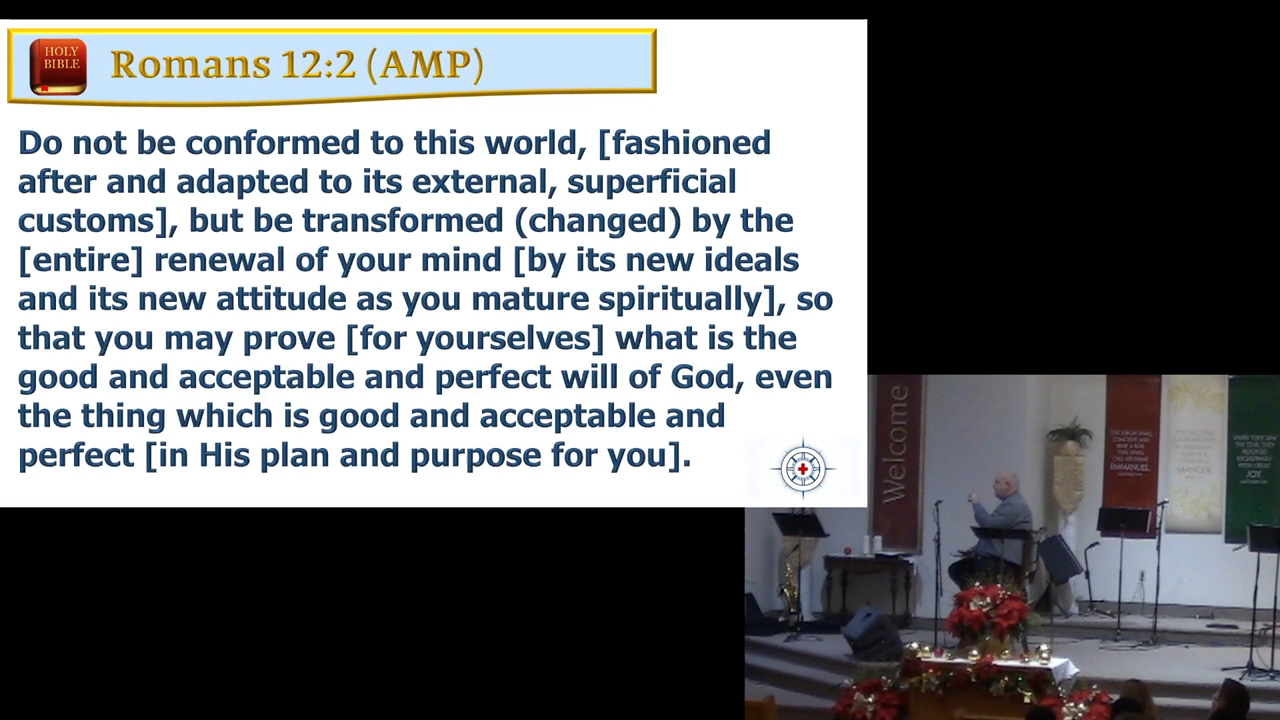 HOLY
BIBLE
Romans 12:2 (AMP)
Do not be conformed to this world, [fashioned
after and adapted to its external, superficial
customs], but be transformed (changed) by the
[entire] renewal of your mind [by its new ideals
and its new attitude as you mature spiritually], so
that you may prove [for yourselves] what is the
good and acceptable and perfect will of God, even
the thing which is good and acceptable and
perfect [in His plan and purpose for you].
Welcome
EMMANUEL
MANGER
JOY